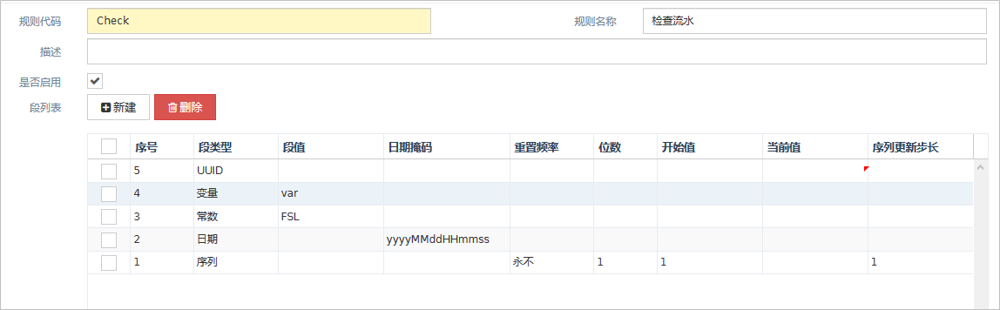 规则代码 Check 规则名称 检查流水
描述
是否启用
段列表 新建 删除
序号 段类型 段值 日期掩码 重置频率 位数 开始值 当前值 序列更新步长
5 UUID
4 变量 var
3 常数 FSL
2 日期 yyyyMMddHHmmss
1 序列 永不 1 1 1